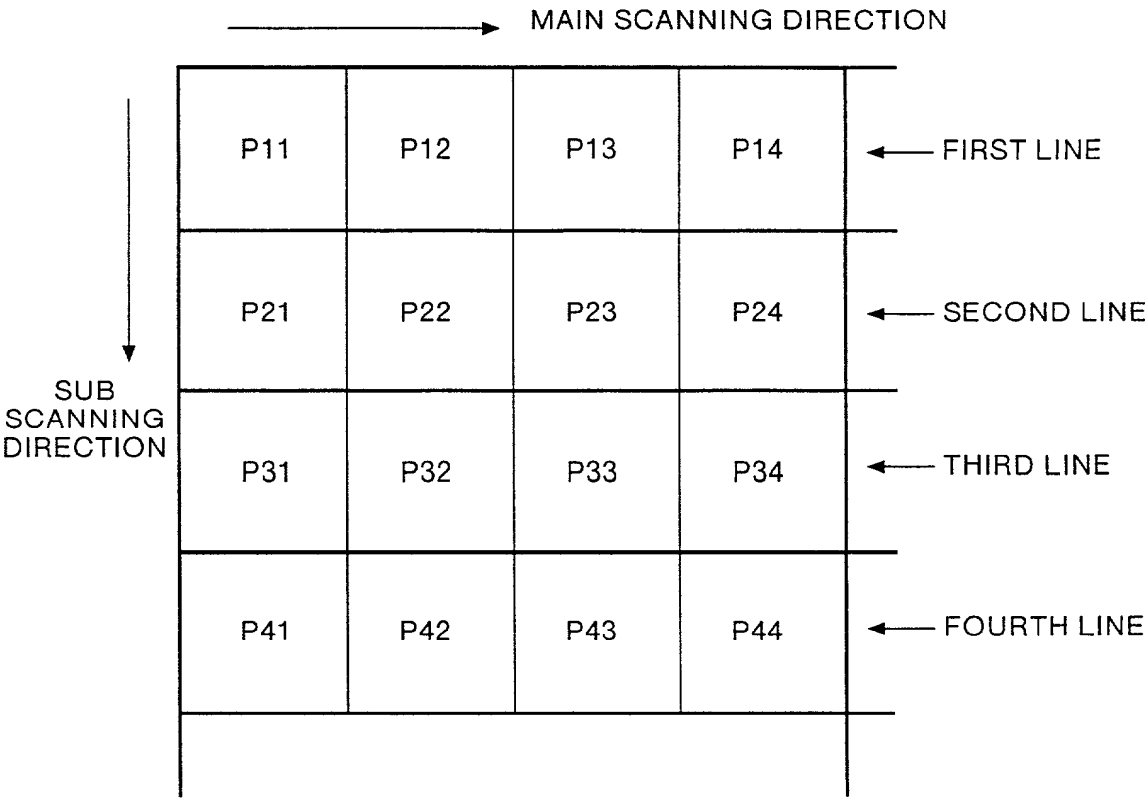 MAIN SCANNING DIRECTION
P11 P12 P13 P14 FIRST LINE
P21 P22 P23 P24 SECOND LINE
SUB
SCANNING
DIRECTION
P31 P32 P33 P34 THIRD LINE
P41 P42 P43 P44 FOURTH LINE